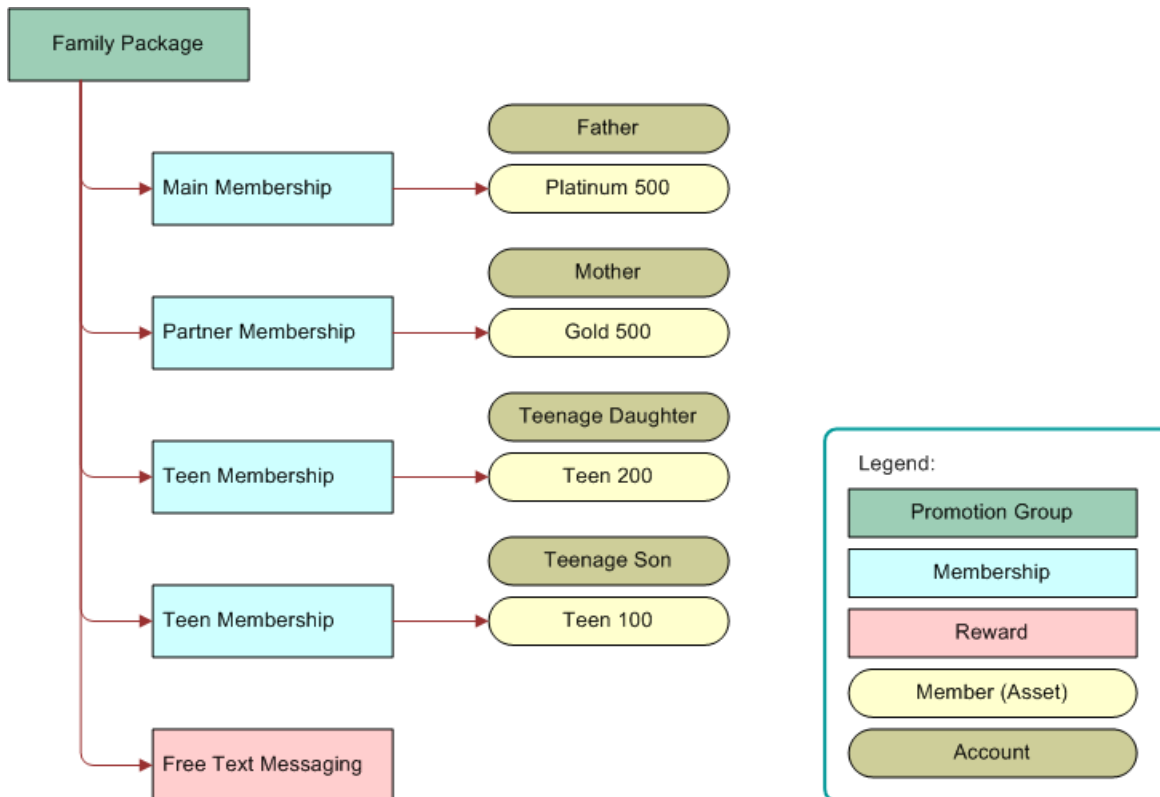 Family Package
Father
Main Membership
Platinum 500
Mother
Partner Membership
Gold 500
Teenage Daughter
Teen Membership
Teen 200
Teenage Son
Teen Membership
Teen 100
Free Text Messaging
Legend:
Promotion Group
Membership
Reward
Member (Asset)
Account